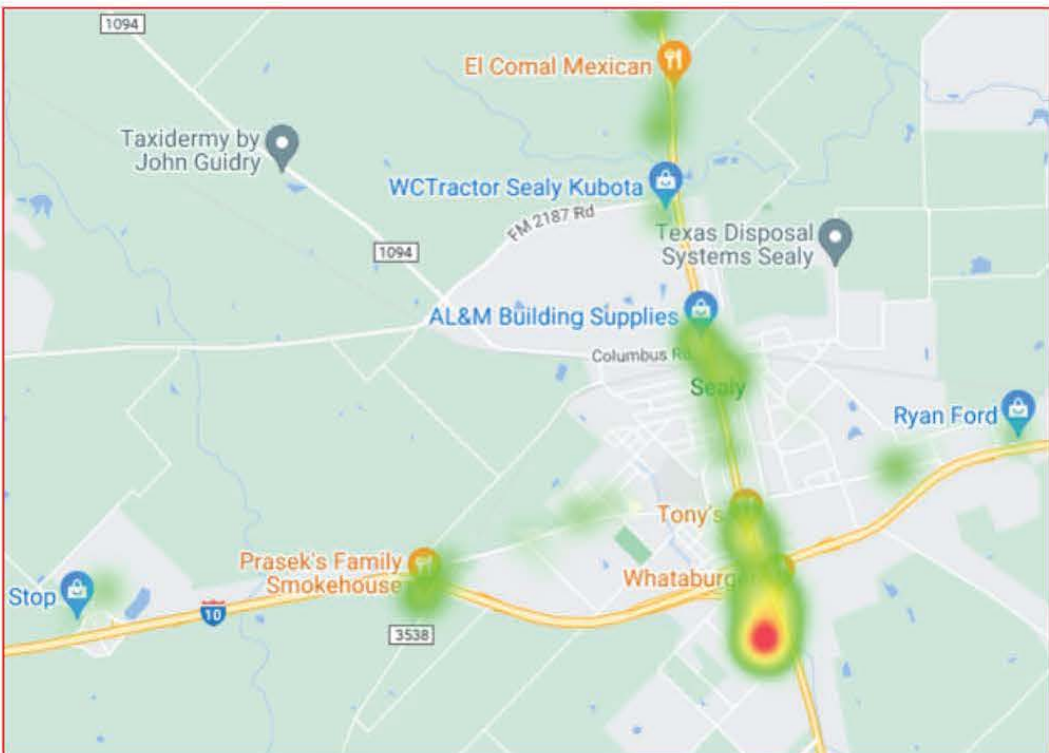 1094
El Comal Mexican
Taxidermy by
John Guidry
WCTractor Sealy Kubota
FM 2187 Rd
Texas Disposal
Systems Sealy
1094
AL&M Building Supplies
Columbus Rd
Sealy
Ryan Ford
Tony's
Prasek's Family
Smokehouse
Whataburger
Stop
10
3538